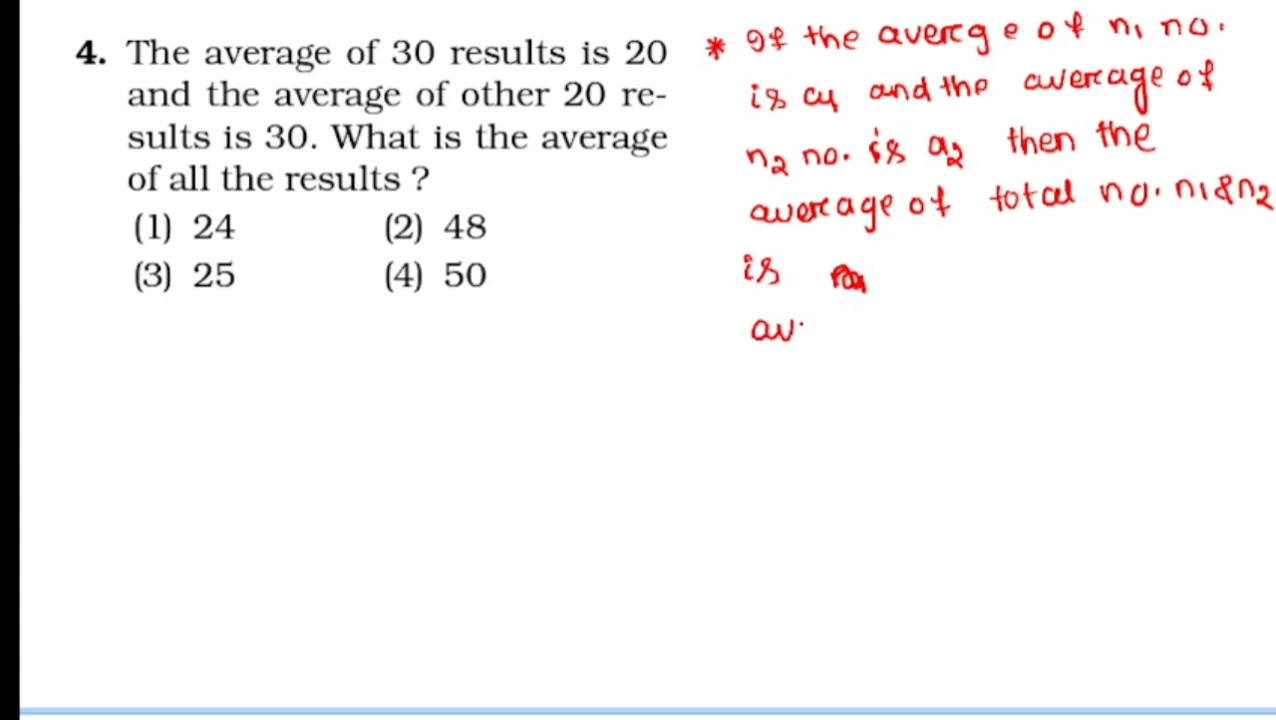 4. The average of 30 results is 20
and the average of other 20 re-
sults is 30. What is the average
of all the results ?
(1) 24 (2) 48
(3) 25 (4) 50
* If the average of n1 no.
is a1 and the average of
n2 no. is a2 then the
average of total no. n1 & n2
is
av.